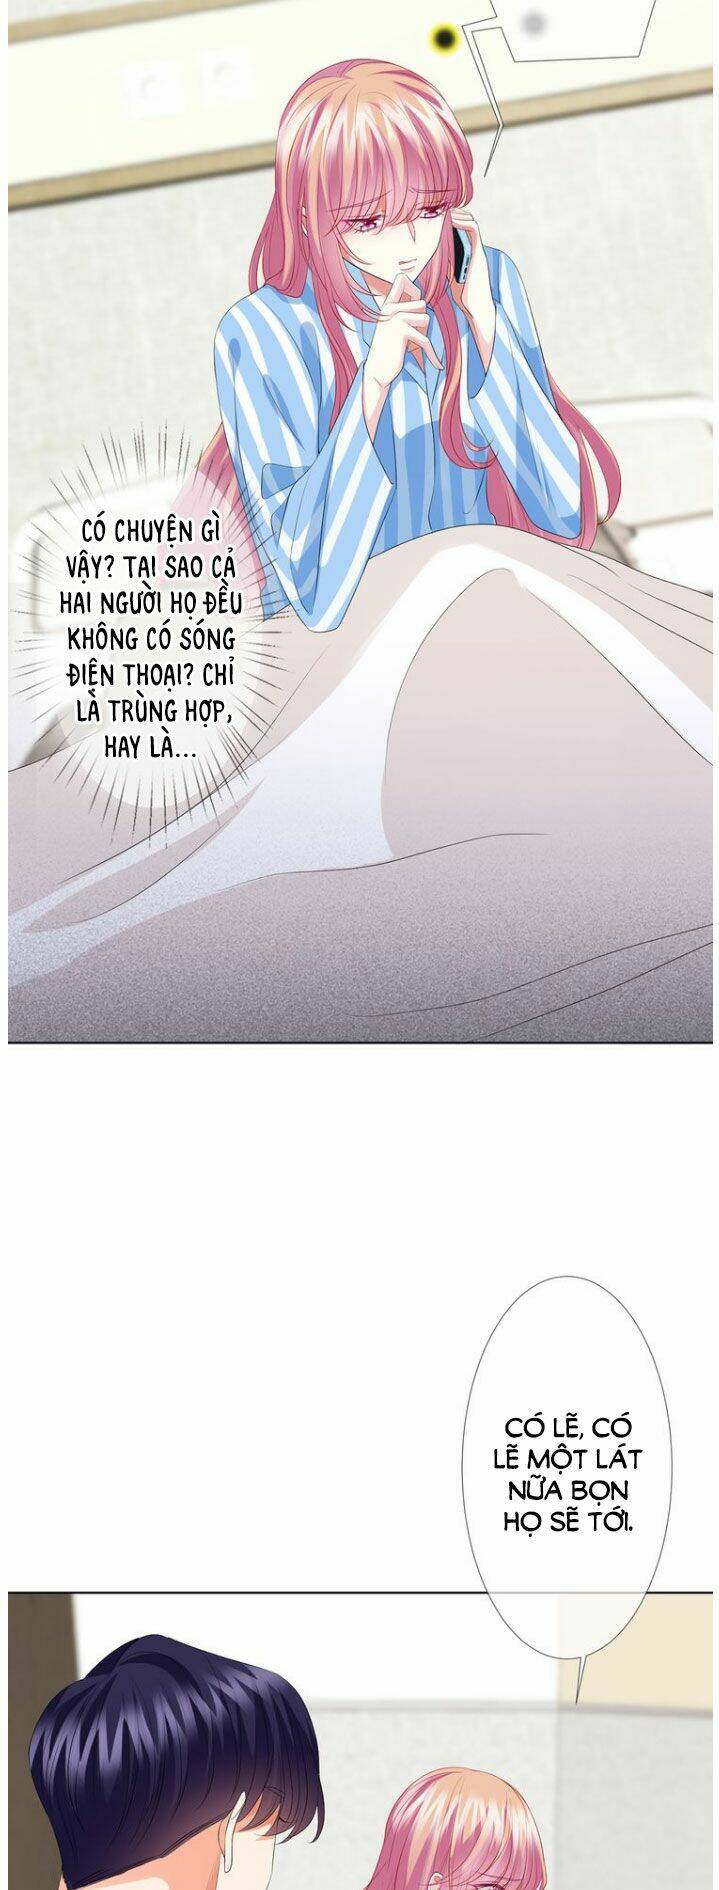 CÓ CHUYỆN GÌ
VẬY? TẠI SAO CẢ
HAI NGƯỜI HỌ ĐỀU
KHÔNG CÓ SÓNG
ĐIỆN THOẠI? CHỈ
LÀ TRÙNG HỢP,
HAY LÀ...
CÓ LẼ, CÓ
LẼ MỘT LÁT
NỮA BỌN
HỌ SẼ TỚI.